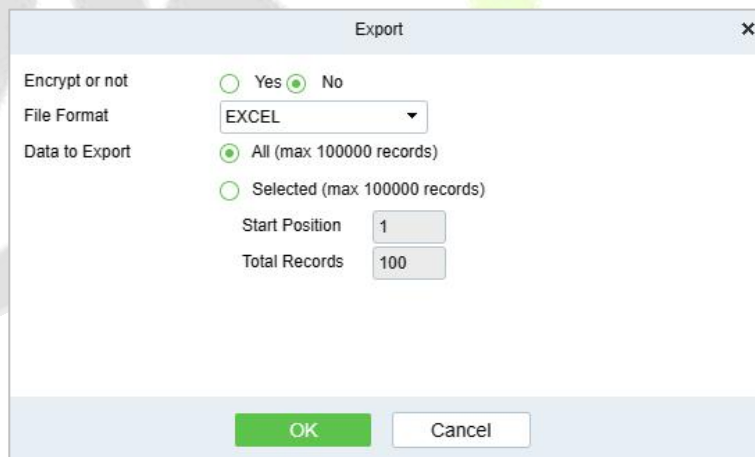 Export
Encrypt or not Yes No
File Format EXCEL
Data to Export All (max 100000 records)
Selected (max 100000 records)
Start Position 1
Total Records 100
OK Cancel